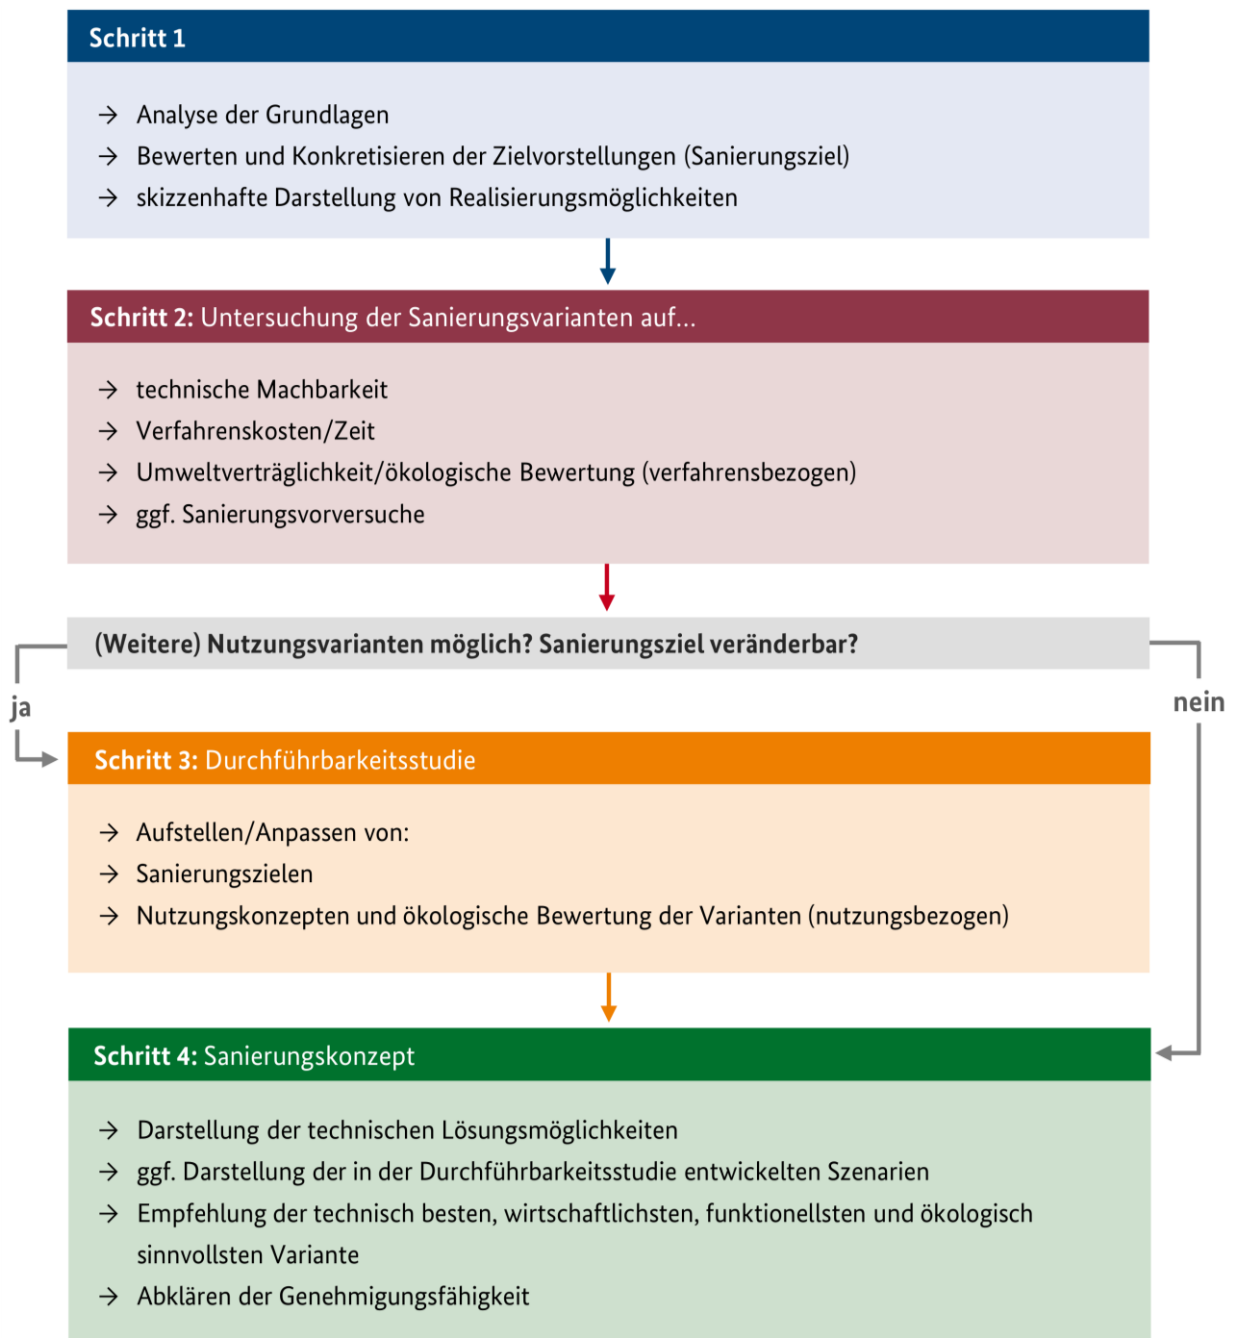 Schritt 1
→ Analyse der Grundlagen
→ Bewerten und Konkretisieren der Zielvorstellungen (Sanierungsziel)
→ skizzenhafte Darstellung von Realisierungsmöglichkeiten
Schritt 2: Untersuchung der Sanierungsvarianten auf...
→ technische Machbarkeit
→ Verfahrenskosten/Zeit
→ Umweltverträglichkeit/ökologische Bewertung (verfahrensbezogen)
→ ggf. Sanierungsvorversuche
(Weitere) Nutzungsvarianten möglich? Sanierungsziel veränderbar?
ja
nein
Schritt 3: Durchführbarkeitsstudie
→ Aufstellen/Anpassen von:
→ Sanierungszielen
→ Nutzungskonzepten und ökologische Bewertung der Varianten (nutzungsbezogen)
Schritt 4: Sanierungskonzept
→ Darstellung der technischen Lösungsmöglichkeiten
→ ggf. Darstellung der in der Durchführbarkeitsstudie entwickelten Szenarien
→ Empfehlung der technisch besten, wirtschaftlichsten, funktionellsten und ökologisch
sinnvollsten Variante
→ Abklären der Genehmigungsfähigkeit